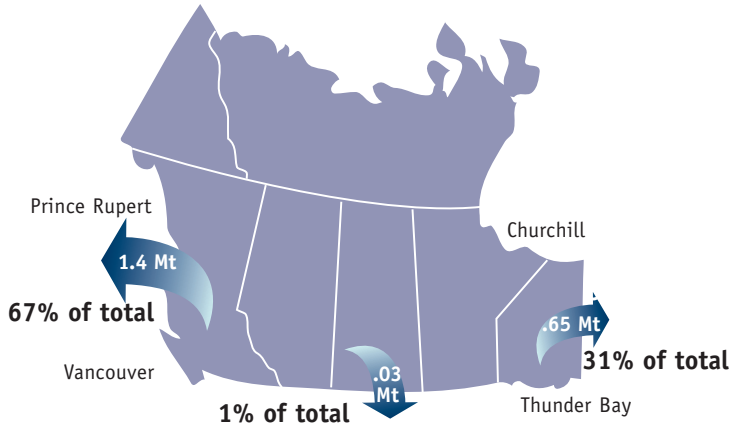 Prince Rupert
Churchill
1.4 Mt
67% of total
.65 Mt
31% of total
Vancouver
.03
Mt
1% of total
Thunder Bay